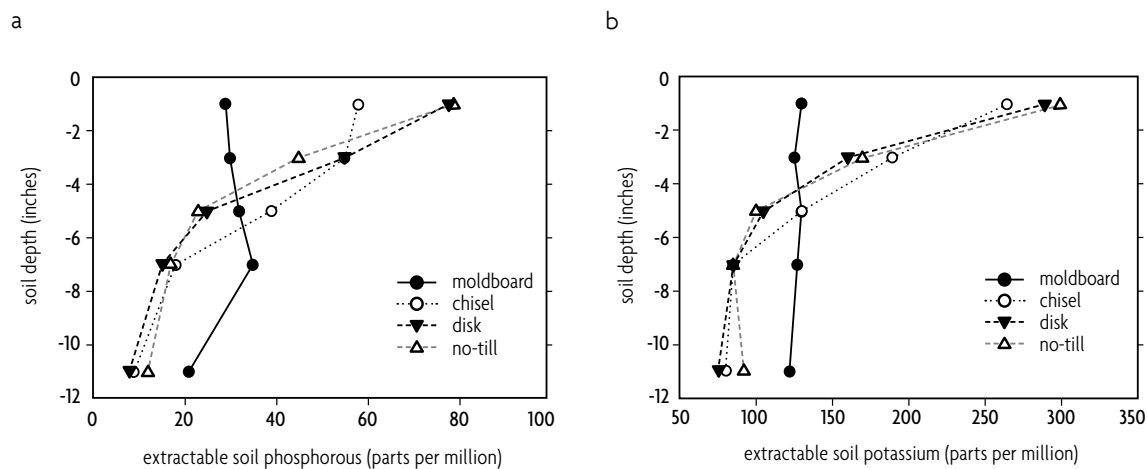 a
0
-2
-4
-6
-8
-10
-12
soil depth (inches)
moldboard
chisel
disk
no-till
0 20 40 60 80 100
extractable soil phosphorous (parts per million)
b
0
-2
-4
-6
-8
-10
-12
soil depth (inches)
moldboard
chisel
disk
no-till
50 100 150 200 250 300 350
extractable soil potassium (parts per million)